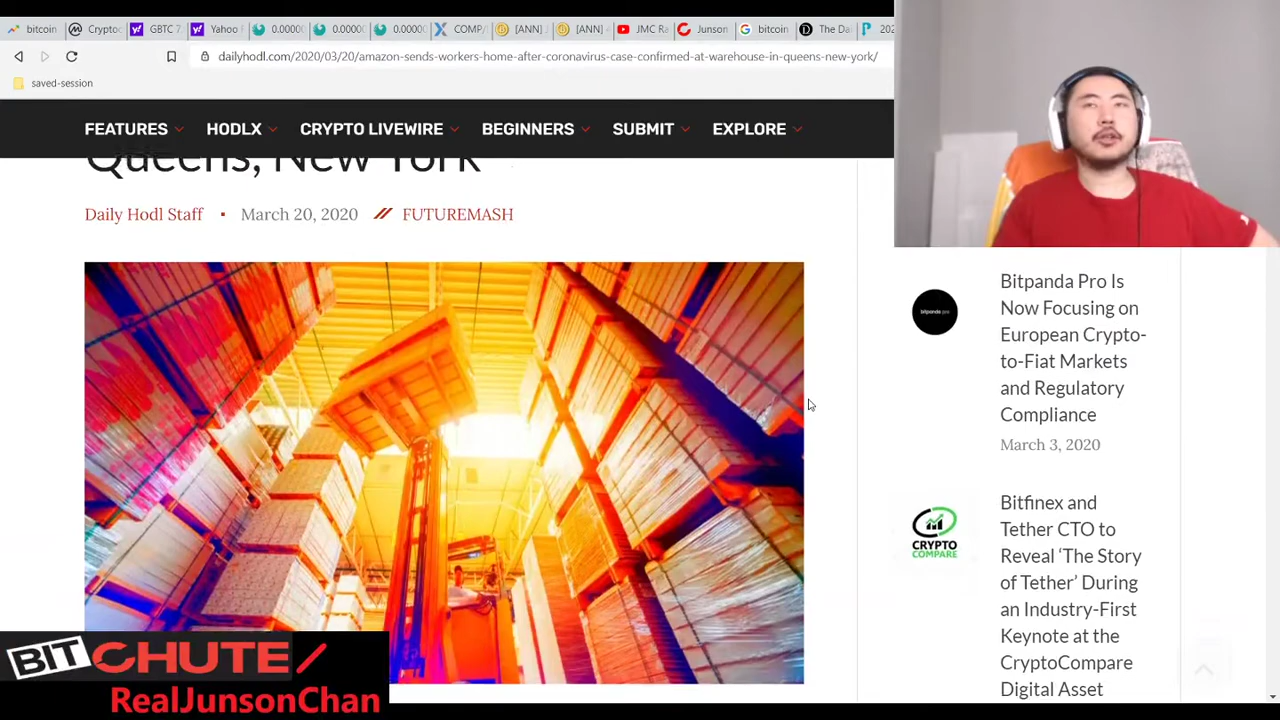 bitcoin
Crypto
GBTC 7
Yahoo
0.0000
0.0000
0.0000
COMP/
[ANN]
[ANN]
JMC Ra
Junson
bitcoin
The Da
202
dailyhodl.com/2020/03/20/amazon-sends-workers-home-after-coronavirus-case-confirmed-at-warehouse-in-queens-new-york/
saved-session
FEATURES HODLX CRYPTO LIVEWIRE BEGINNERS SUBMIT EXPLORE
Queens, New York
Daily Hodl Staff ▪ March 20, 2020 // FUTUREMASH
bitpanda pro
Bitpanda Pro Is
Now Focusing on
European Crypto-
to-Fiat Markets
and Regulatory
Compliance
March 3, 2020
CRYPTO
COMPARE
Bitfinex and
Tether CTO to
Reveal ‘The Story
of Tether’ During
an Industry-First
Keynote at the
CryptoCompare
Digital Asset
BITCHUTE/
RealJunsonChan